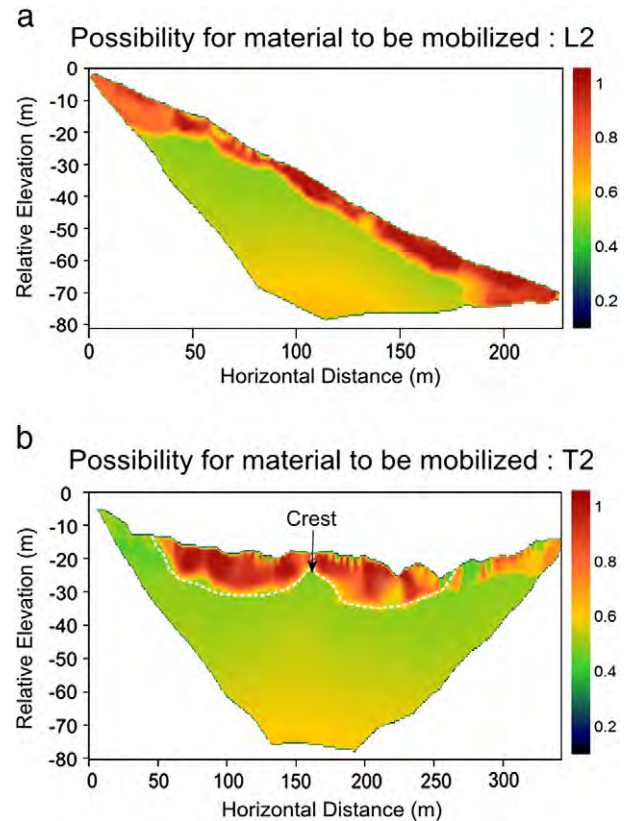 a
Possibility for material to be mobilized : L2
0
-10
-20
-30
-40
-50
-60
-70
-80
Relative Elevation (m)
0 50 100 150 200
Horizontal Distance (m)
1
0.8
0.6
0.4
0.2
b
Possibility for material to be mobilized : T2
Crest
0
-10
-20
-30
-40
-50
-60
-70
-80
Relative Elevation (m)
0 50 100 150 200 250 300
Horizontal Distance (m)
1
0.8
0.6
0.4
0.2